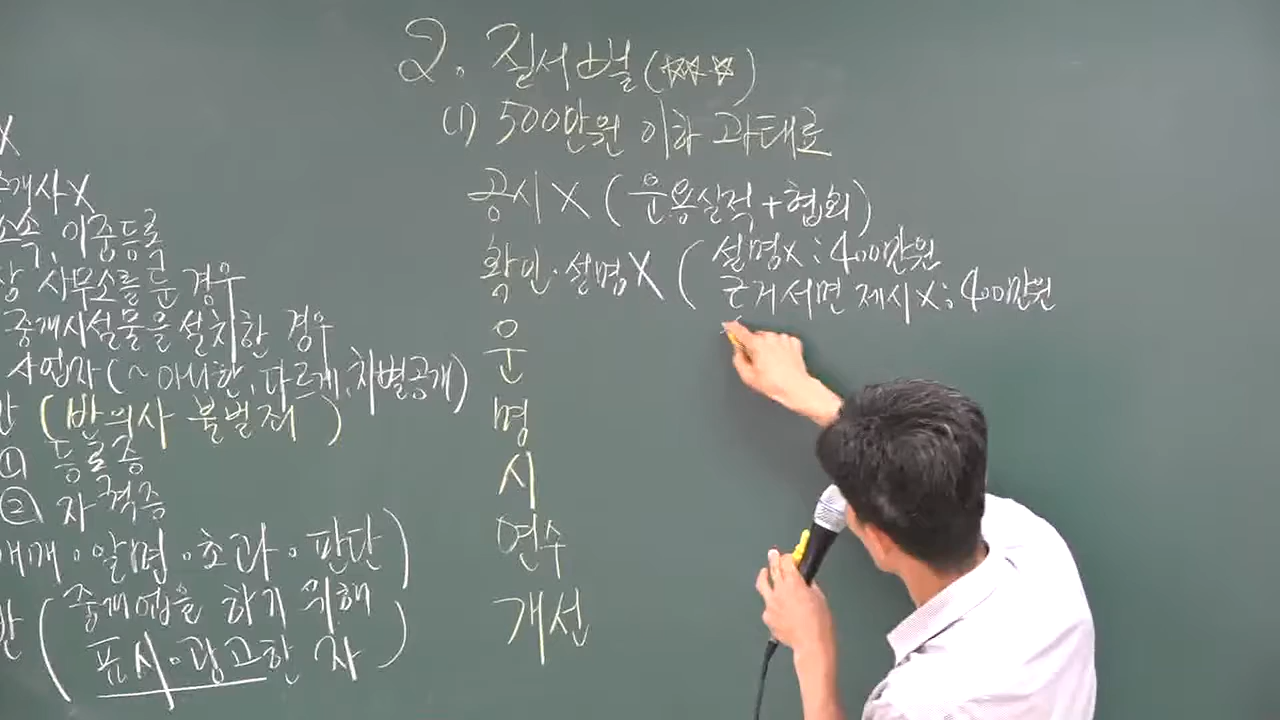 2. 질서벌(☆☆☆)
(1) 500만원 이하 과태료
공시 X (운용실적+협회)
확인·설명X (설명X : 400만원
근거서면 제시X : 400만원
운
명
시
연수
개선
X
개사X
소속, 이중등록
사무소를 둔 경우
중개시설물을 설치한 경우
사업자(~아니한, 다르게, 차별공개)
(반의사 불벌죄)
① 등록증
② 자격증
매개·알면·초과·판단)
(중개업을 하기 위해
표시·광고한 자)